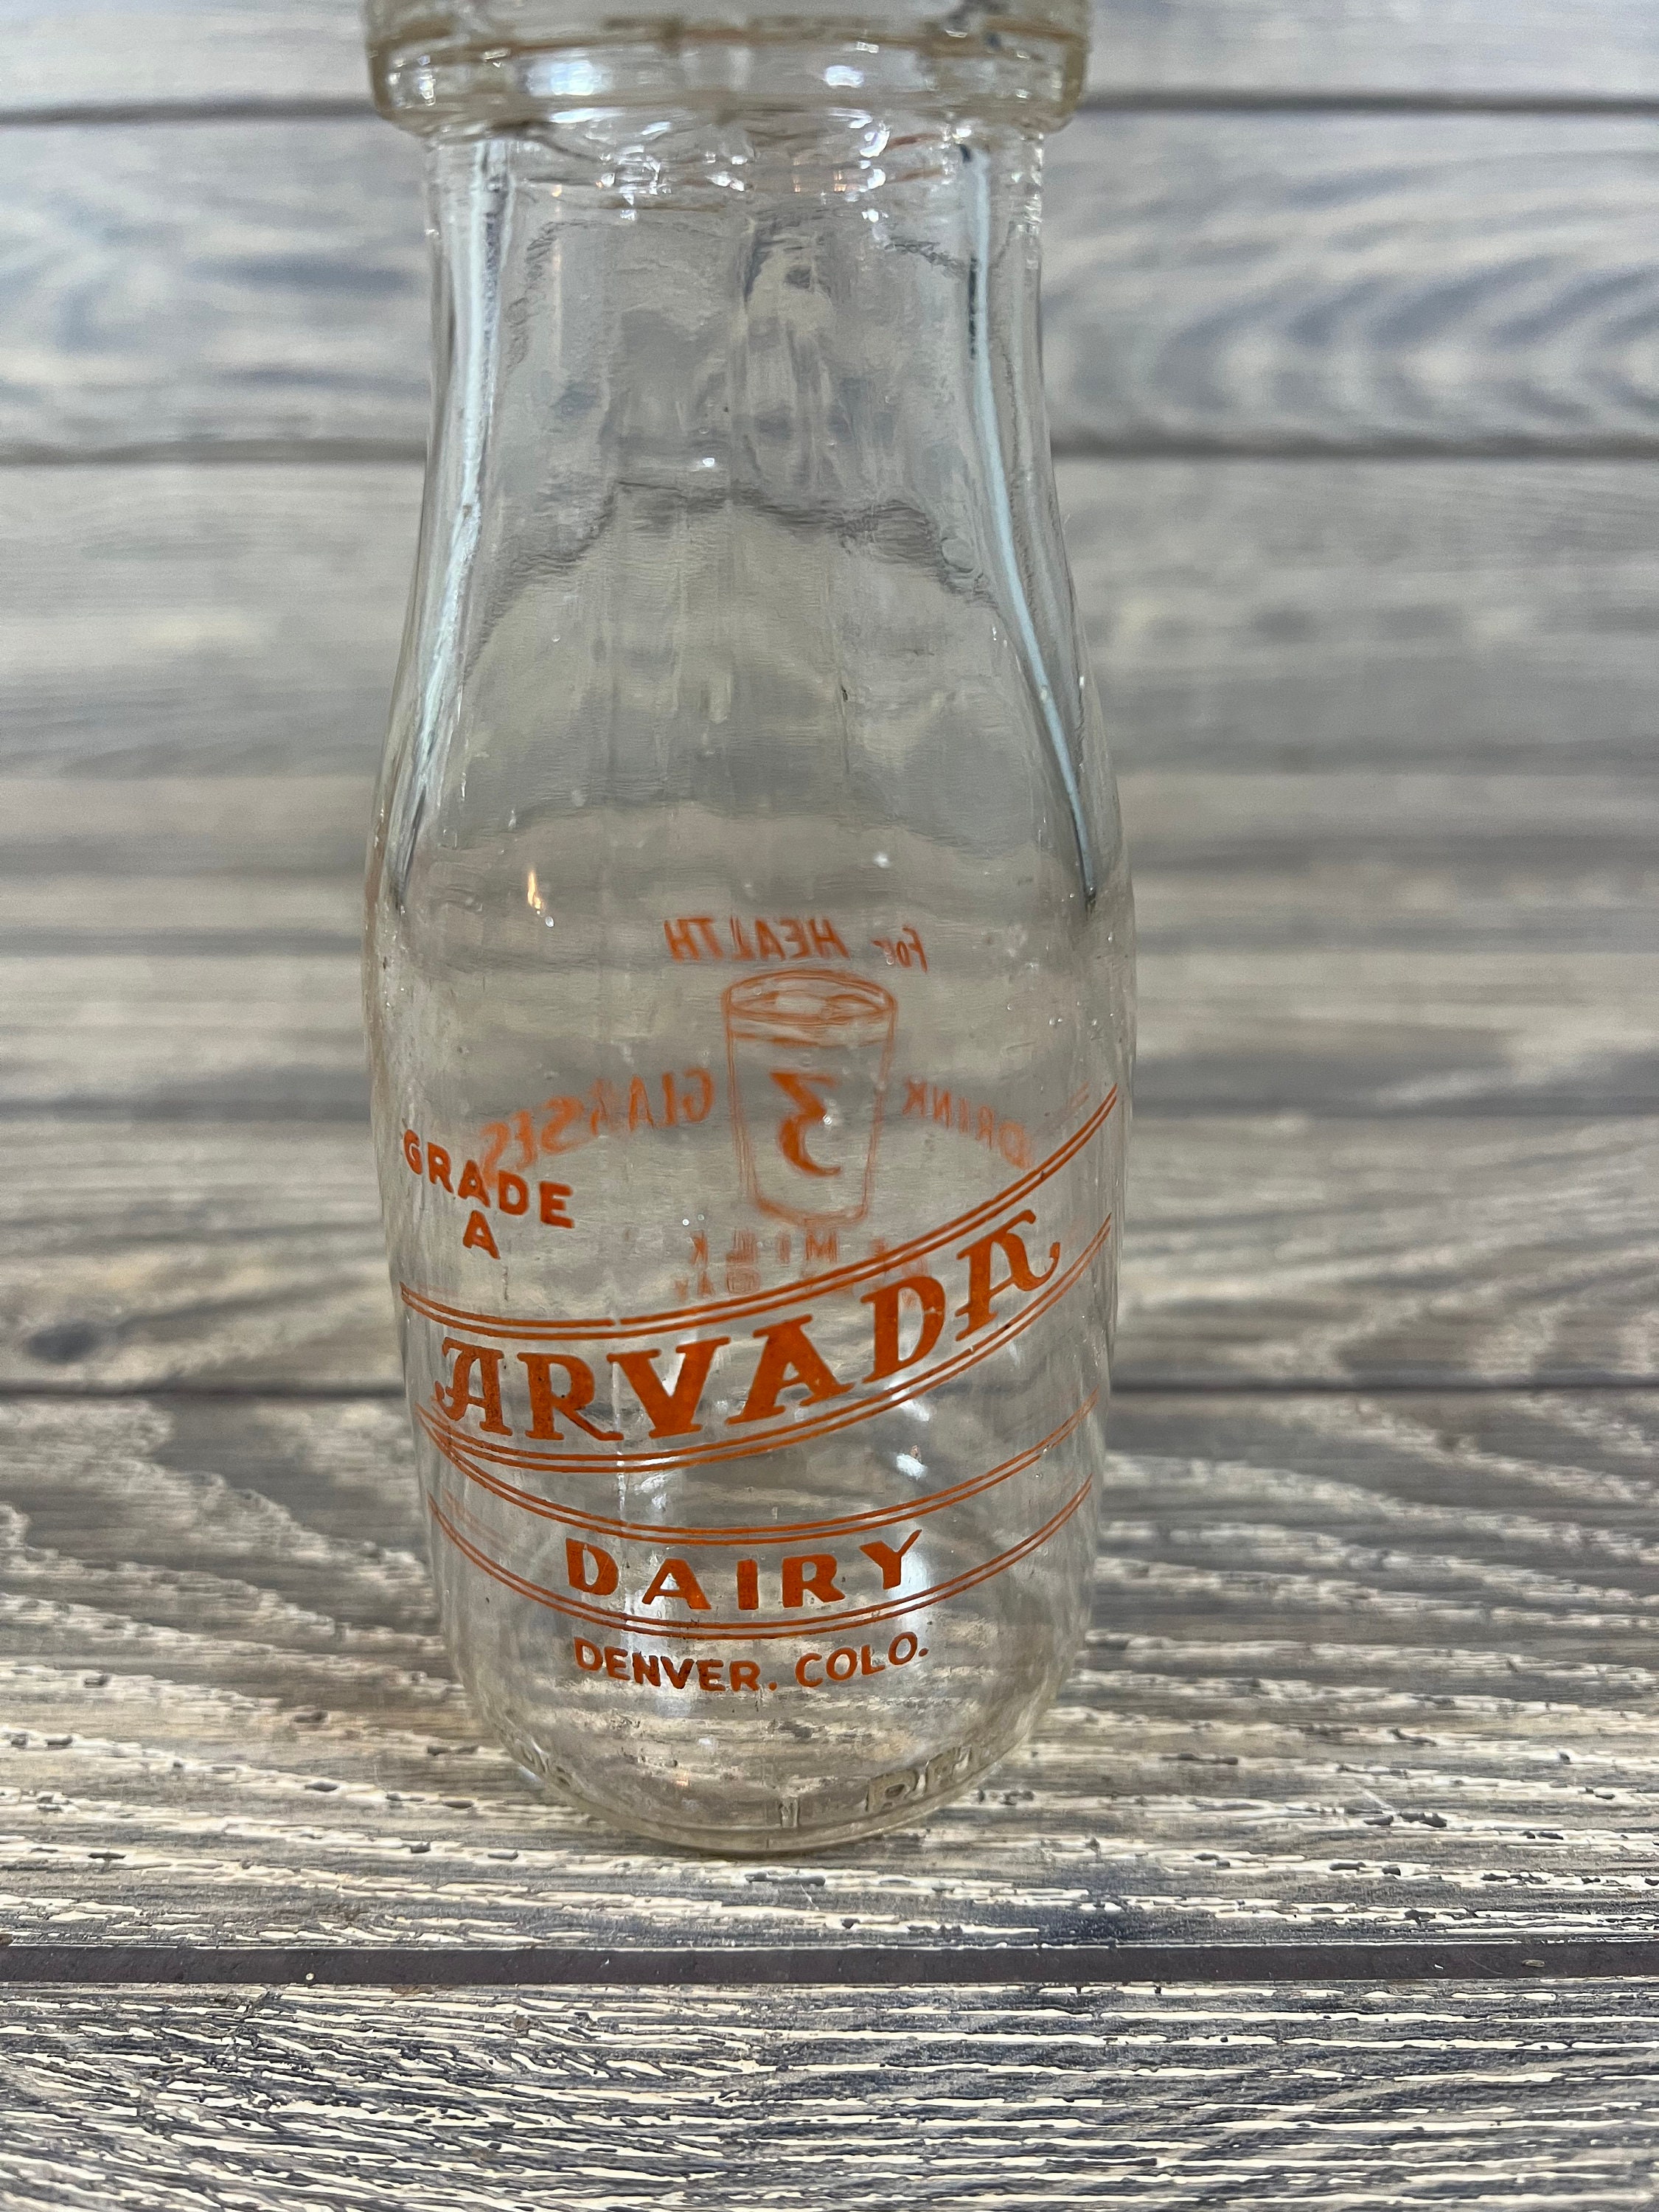 For HEALTH
DRINK 3 GLASSES
MILK
GRADE
A
ARVADA
DAIRY
DENVER. COLO.